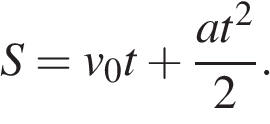 S = v₀t + at²/2.